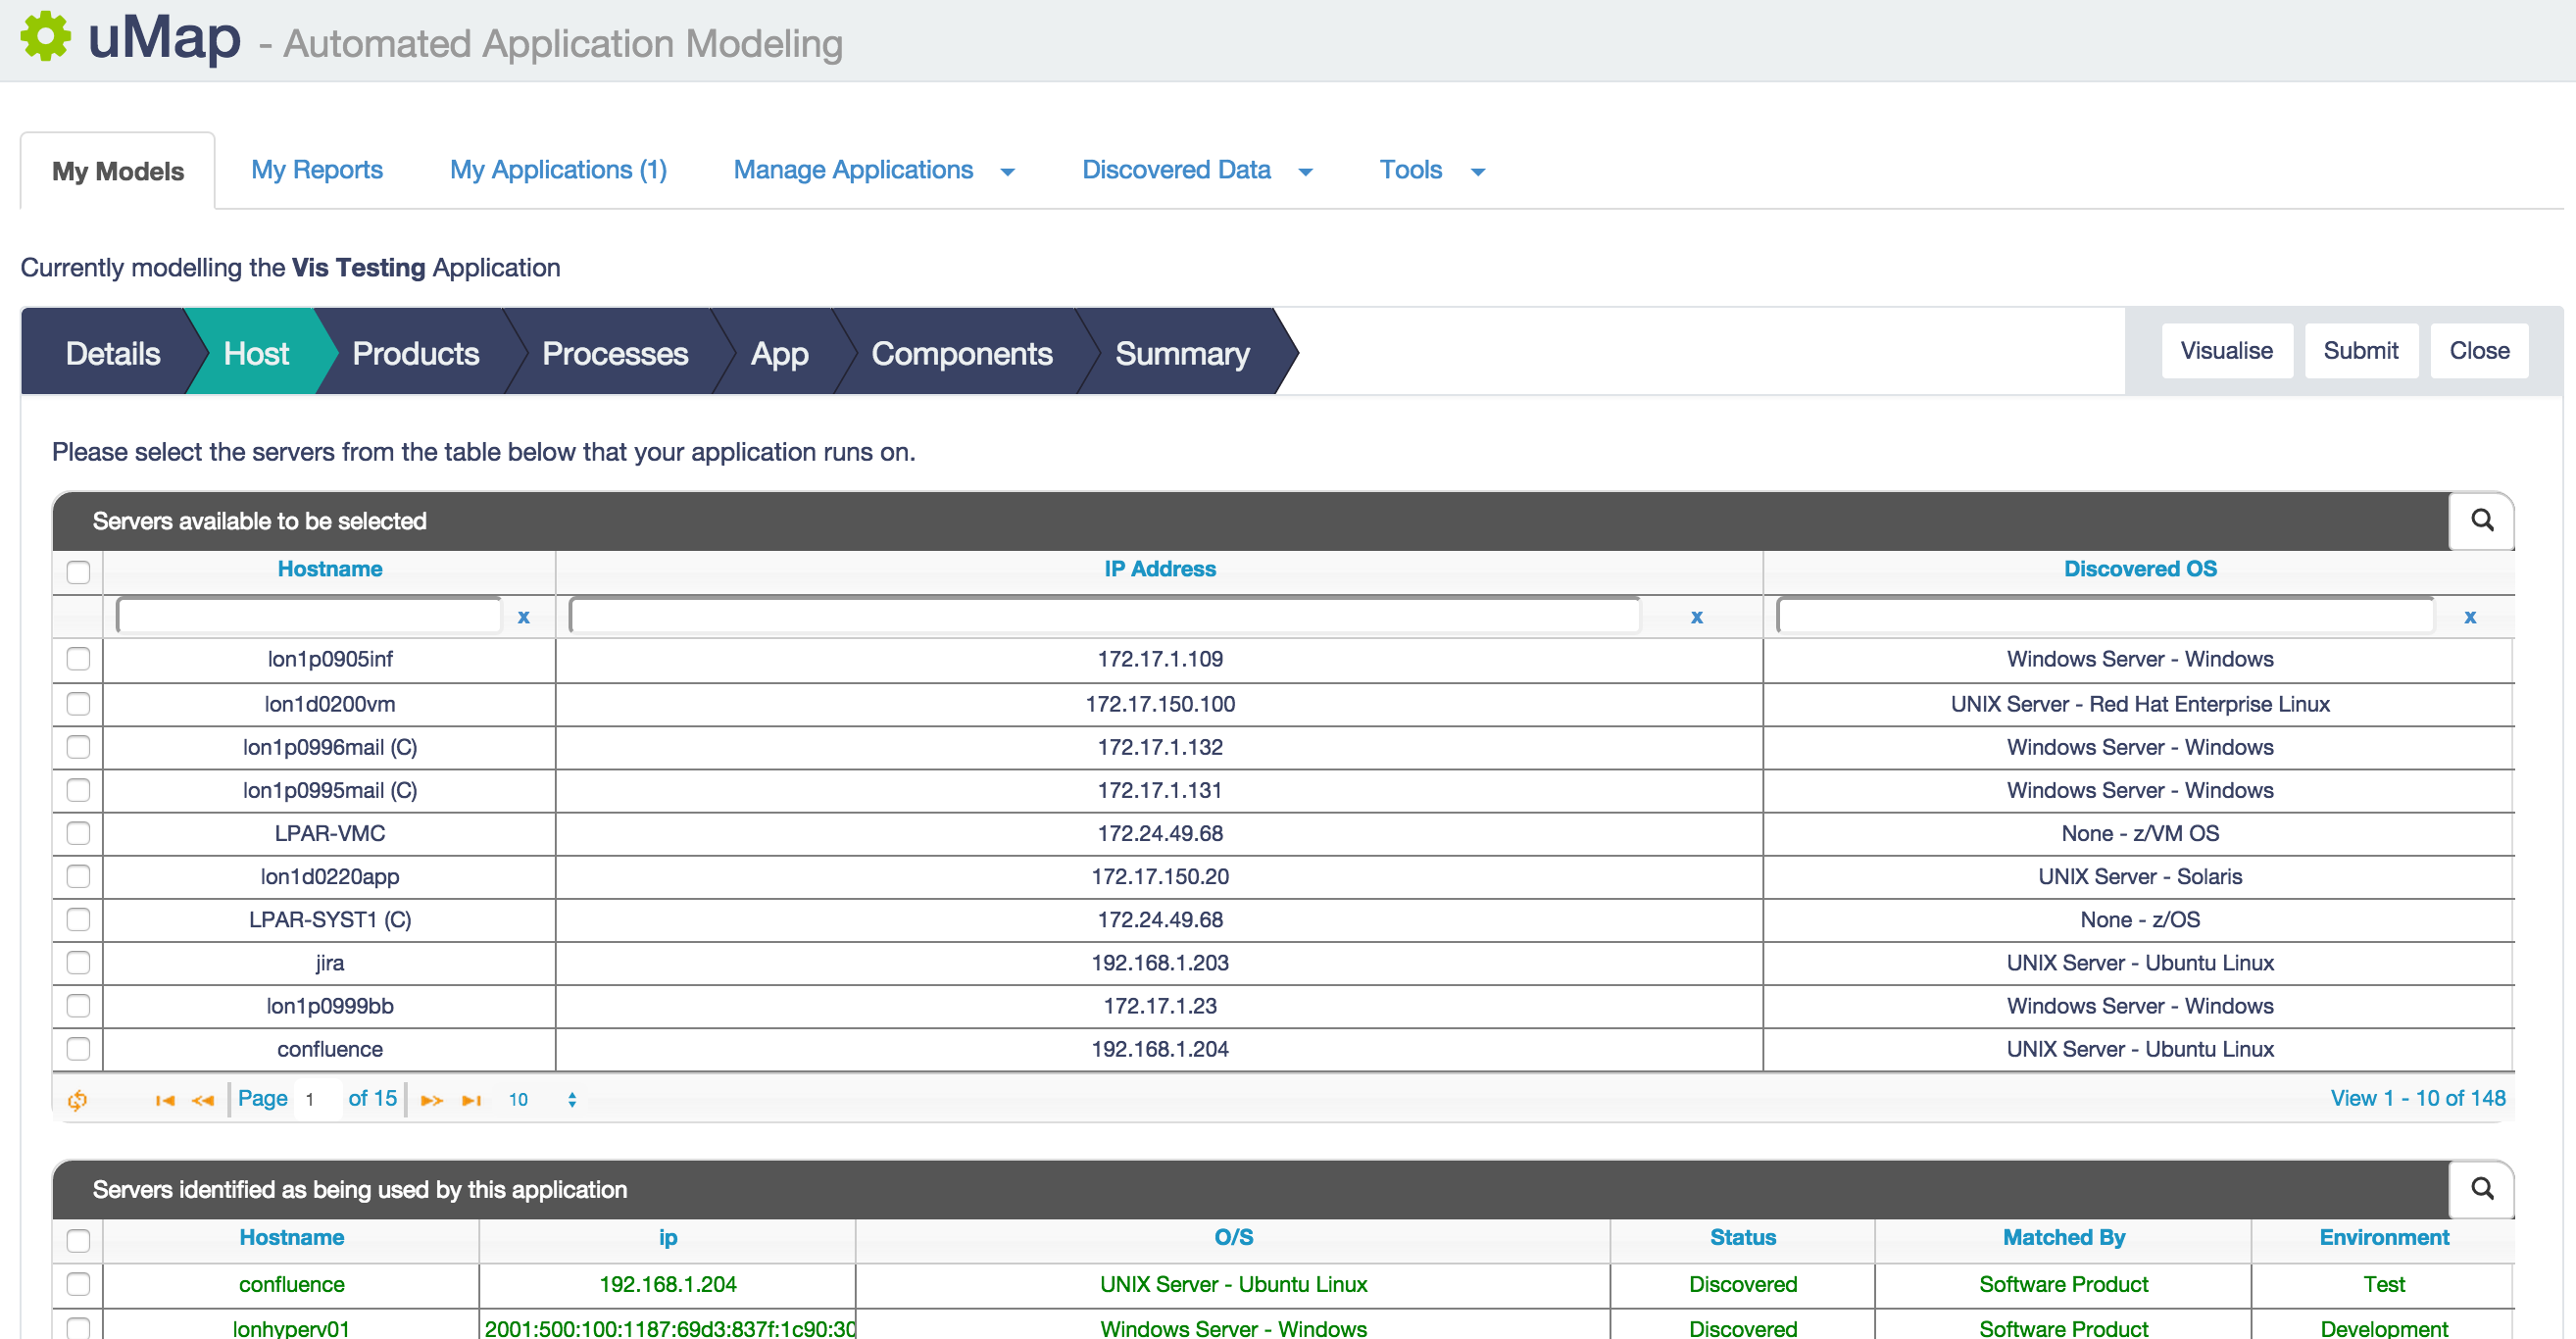 uMap - Automated Application Modeling
My Models My Reports My Applications (1) Manage Applications Discovered Data Tools
Currently modelling the Vis Testing Application
Details Host Products Processes App Components Summary Visualise Submit Close
Please select the servers from the table below that your application runs on.
Servers available to be selected
Hostname IP Address Discovered OS
x x x
lon1p0905inf 172.17.1.109 Windows Server - Windows
lon1d0200vm 172.17.150.100 UNIX Server - Red Hat Enterprise Linux
lon1p0996mail (C) 172.17.1.132 Windows Server - Windows
lon1p0995mail (C) 172.17.1.131 Windows Server - Windows
LPAR-VMC 172.24.49.68 None - z/VM OS
lon1d0220app 172.17.150.20 UNIX Server - Solaris
LPAR-SYST1 (C) 172.24.49.68 None - z/OS
jira 192.168.1.203 UNIX Server - Ubuntu Linux
lon1p0999bb 172.17.1.23 Windows Server - Windows
confluence 192.168.1.204 UNIX Server - Ubuntu Linux
Page 1 of 15 10 View 1 - 10 of 148
Servers identified as being used by this application
Hostname ip O/S Status Matched By Environment
confluence 192.168.1.204 UNIX Server - Ubuntu Linux Discovered Software Product Test
lonhyperv01 2001:500:100:1187:69d3:837f:1c90:30 Windows Server - Windows Discovered Software Product Development